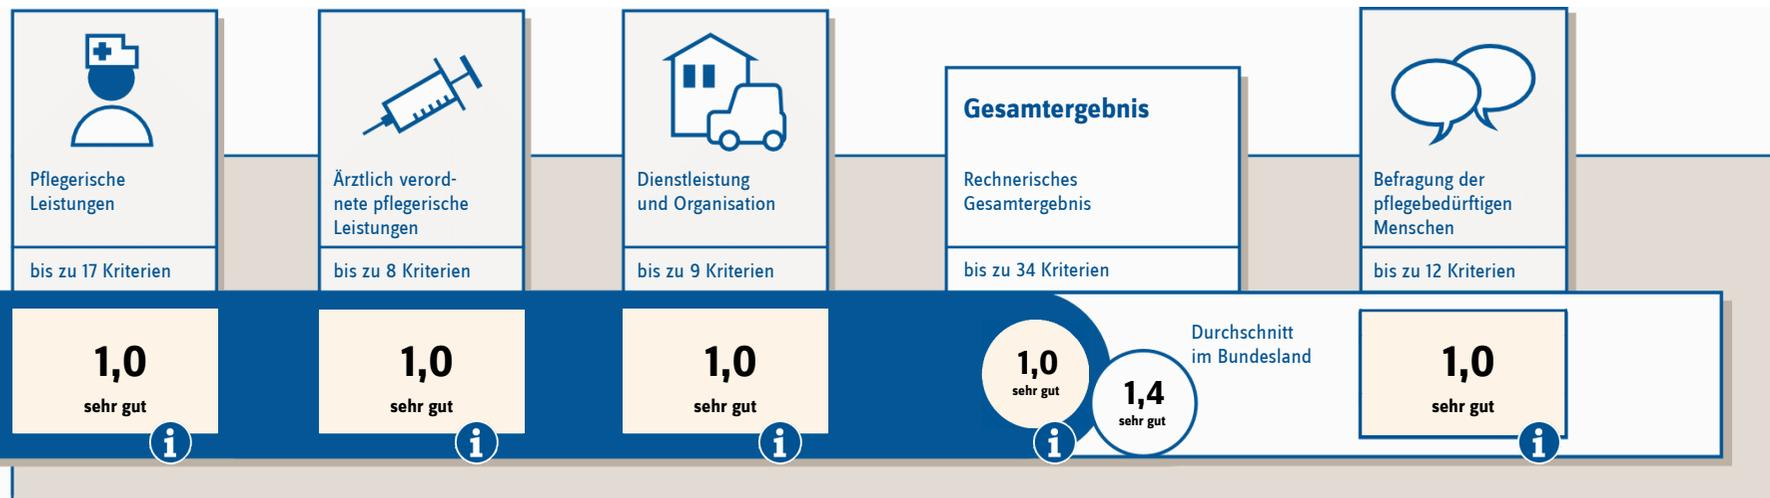 Pflegerische
Leistungen
bis zu 17 Kriterien
1,0
sehr gut
i
Ärztlich verord-
nete pflegerische
Leistungen
bis zu 8 Kriterien
1,0
sehr gut
i
Dienstleistung
und Organisation
bis zu 9 Kriterien
1,0
sehr gut
i
Gesamtergebnis
Rechnerisches
Gesamtergebnis
bis zu 34 Kriterien
1,0
sehr gut
i
1,4
sehr gut
Durchschnitt
im Bundesland
Befragung der
pflegebedürftigen
Menschen
bis zu 12 Kriterien
1,0
sehr gut
i